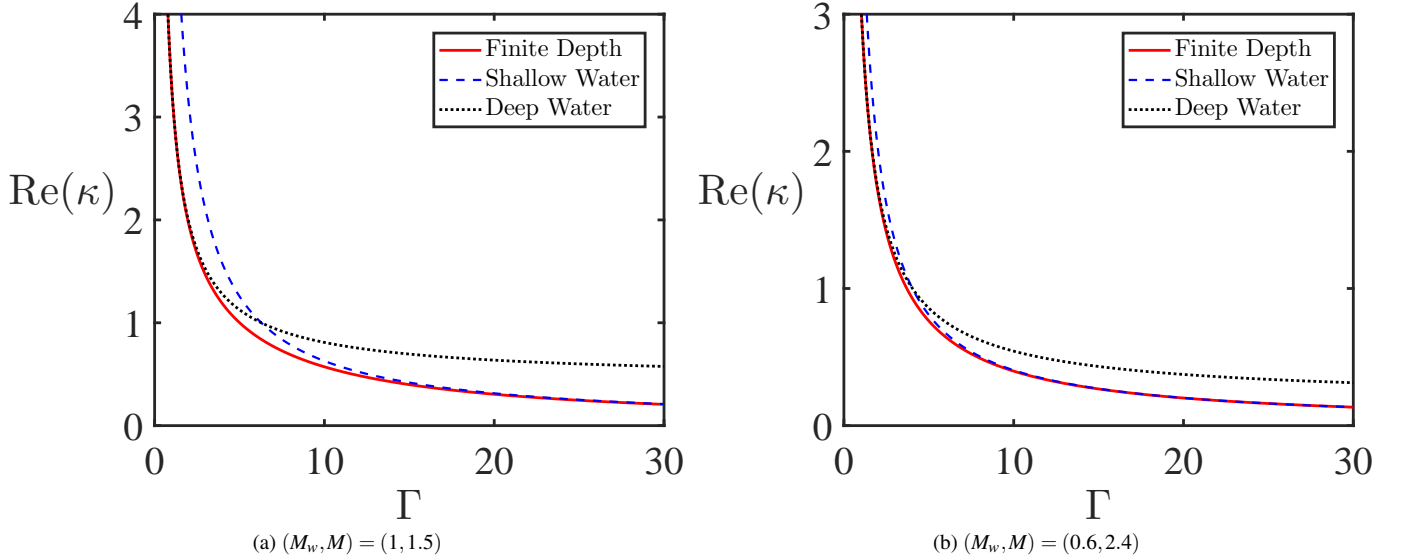 4
3
2
1
0
Re(κ)
0
10
20
30
Γ
Finite Depth
Shallow Water
Deep Water
(a) (M_w, M) = (1, 1.5)
3
2
1
0
Re(κ)
0
10
20
30
Γ
Finite Depth
Shallow Water
Deep Water
(b) (M_w, M) = (0.6, 2.4)